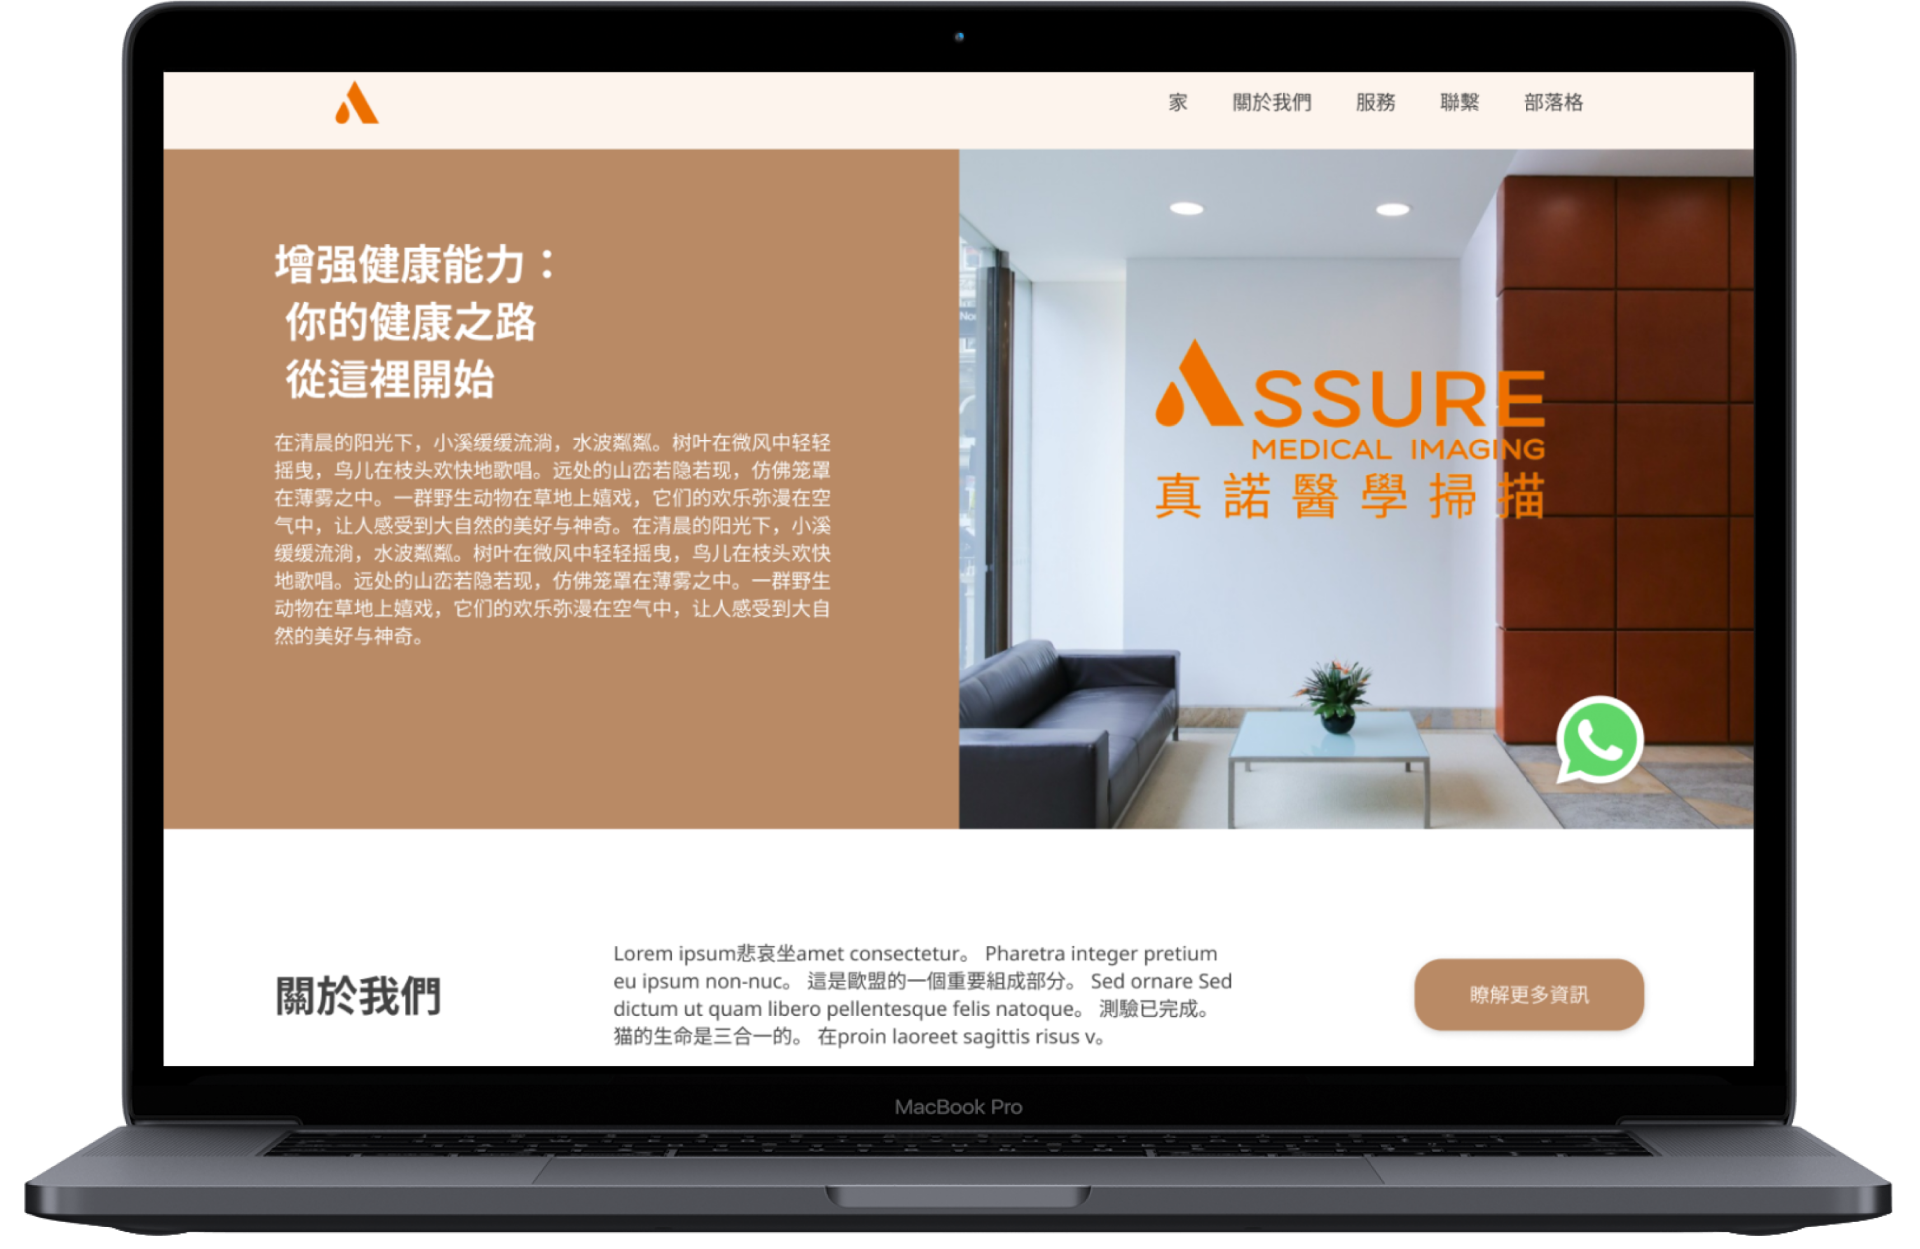 家 關於我們 服務 聯繫 部落格
增强健康能力：
你的健康之路
從這裡開始
在清晨的阳光下，小溪缓缓流淌，水波粼粼。树叶在微风中轻轻
摇曳，鸟儿在枝头欢快地歌唱。远处的山峦若隐若现，仿佛笼罩
在薄雾之中。一群野生动物在草地上嬉戏，它们的欢乐弥漫在空
气中，让人感受到大自然的美好与神奇。在清晨的阳光下，小溪
缓缓流淌，水波粼粼。树叶在微风中轻轻摇曳，鸟儿在枝头欢快
地歌唱。远处的山峦若隐若现，仿佛笼罩在薄雾之中。一群野生
动物在草地上嬉戏，它们的欢乐弥漫在空气中，让人感受到大自
然的美好与神奇。
ASSURE
MEDICAL IMAGING
真諾醫學掃描
關於我們
Lorem ipsum悲哀坐amet consectetur。 Pharetra integer pretium
eu ipsum non-nuc。 這是歐盟的一個重要組成部分。 Sed ornare Sed
dictum ut quam libero pellentesque felis natoque。 測驗已完成。
猫的生命是三合一的。 在proin laoreet sagittis risus v。
瞭解更多資訊
MacBook Pro